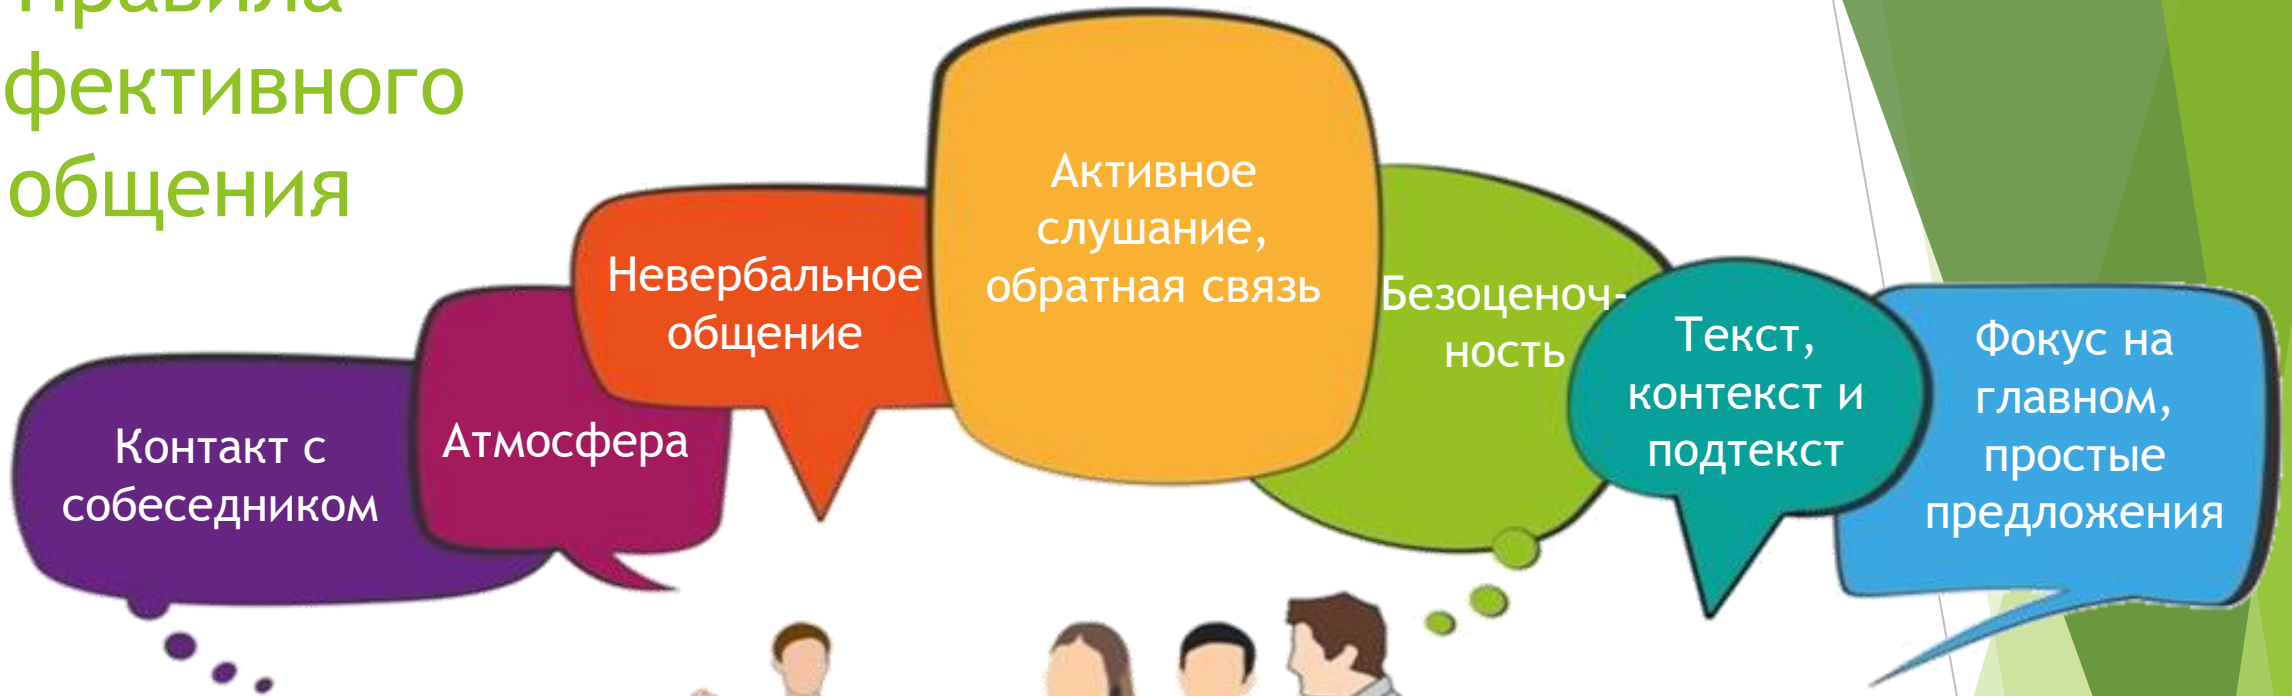 Правила
фективного
общения
Контакт с
собеседником
Атмосфера
Невербальное
общение
Активное
слушание,
обратная связь
Безоценоч-
ность
Текст,
контекст и
подтекст
Фокус на
главном,
простые
предложения